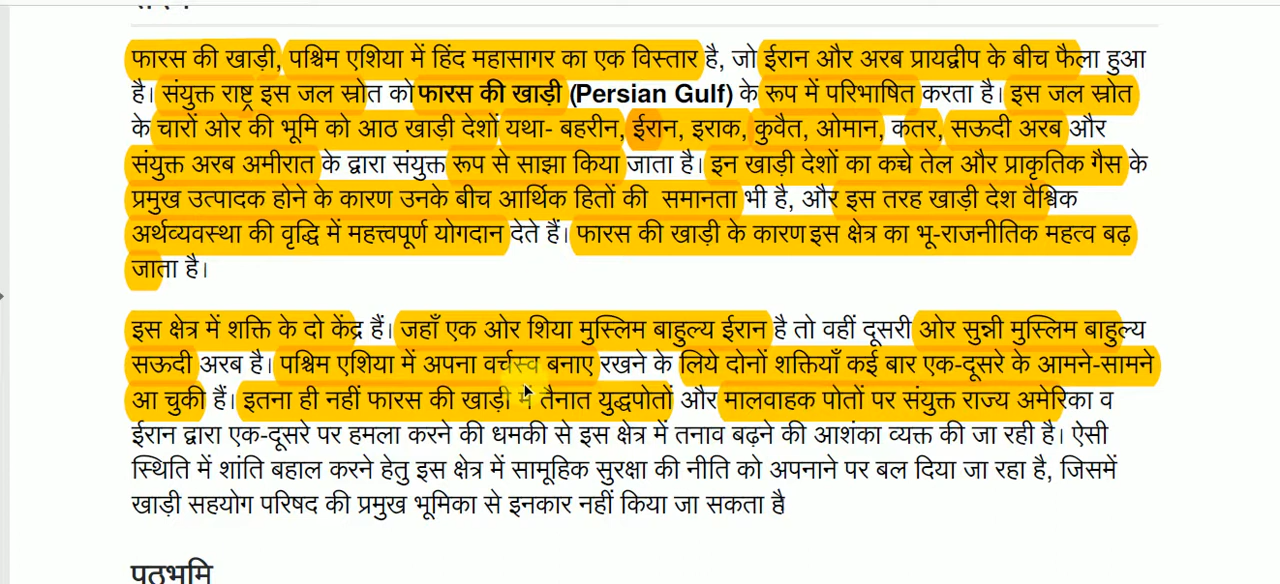 फारस की खाड़ी, पश्चिम एशिया में हिंद महासागर का एक विस्तार है, जो ईरान और अरब प्रायद्वीप के बीच फैला हुआ
है। संयुक्त राष्ट्र इस जल स्रोत को फारस की खाड़ी (Persian Gulf) के रूप में परिभाषित करता है। इस जल स्रोत
के चारों ओर की भूमि को आठ खाड़ी देशों यथा- बहरीन, ईरान, इराक, कुवैत, ओमान, कतर, सऊदी अरब और
संयुक्त अरब अमीरात के द्वारा संयुक्त रूप से साझा किया जाता है। इन खाड़ी देशों का कच्चे तेल और प्राकृतिक गैस के
प्रमुख उत्पादक होने के कारण उनके बीच आर्थिक हितों की समानता भी है, और इस तरह खाड़ी देश वैश्विक
अर्थव्यवस्था की वृद्धि में महत्त्वपूर्ण योगदान देते हैं। फारस की खाड़ी के कारण इस क्षेत्र का भू-राजनीतिक महत्व बढ़
जाता है।
इस क्षेत्र में शक्ति के दो केंद्र हैं। जहाँ एक ओर शिया मुस्लिम बाहुल्य ईरान है तो वहीं दूसरी ओर सुन्नी मुस्लिम बाहुल्य
सऊदी अरब है। पश्चिम एशिया में अपना वर्चस्व बनाए रखने के लिये दोनों शक्तियाँ कई बार एक-दूसरे के आमने-सामने
आ चुकी हैं। इतना ही नहीं फारस की खाड़ी में तैनात युद्धपोतों और मालवाहक पोतों पर संयुक्त राज्य अमेरिका व
ईरान द्वारा एक-दूसरे पर हमला करने की धमकी से इस क्षेत्र में तनाव बढ़ने की आशंका व्यक्त की जा रही है। ऐसी
स्थिति में शांति बहाल करने हेतु इस क्षेत्र में सामूहिक सुरक्षा की नीति को अपनाने पर बल दिया जा रहा है, जिसमें
खाड़ी सहयोग परिषद की प्रमुख भूमिका से इनकार नहीं किया जा सकता है